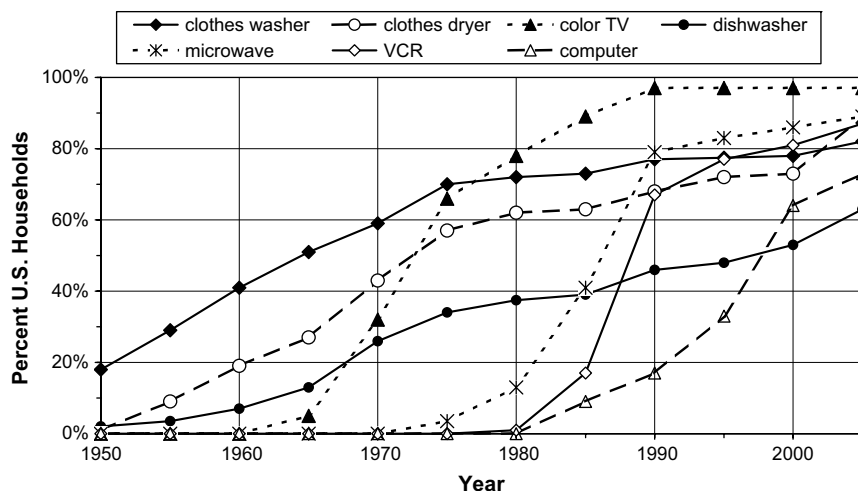 clothes washer clothes dryer color TV dishwasher
microwave VCR computer
100%
80%
60%
40%
20%
0%
Percent U.S. Households
1950 1960 1970 1980 1990 2000
Year